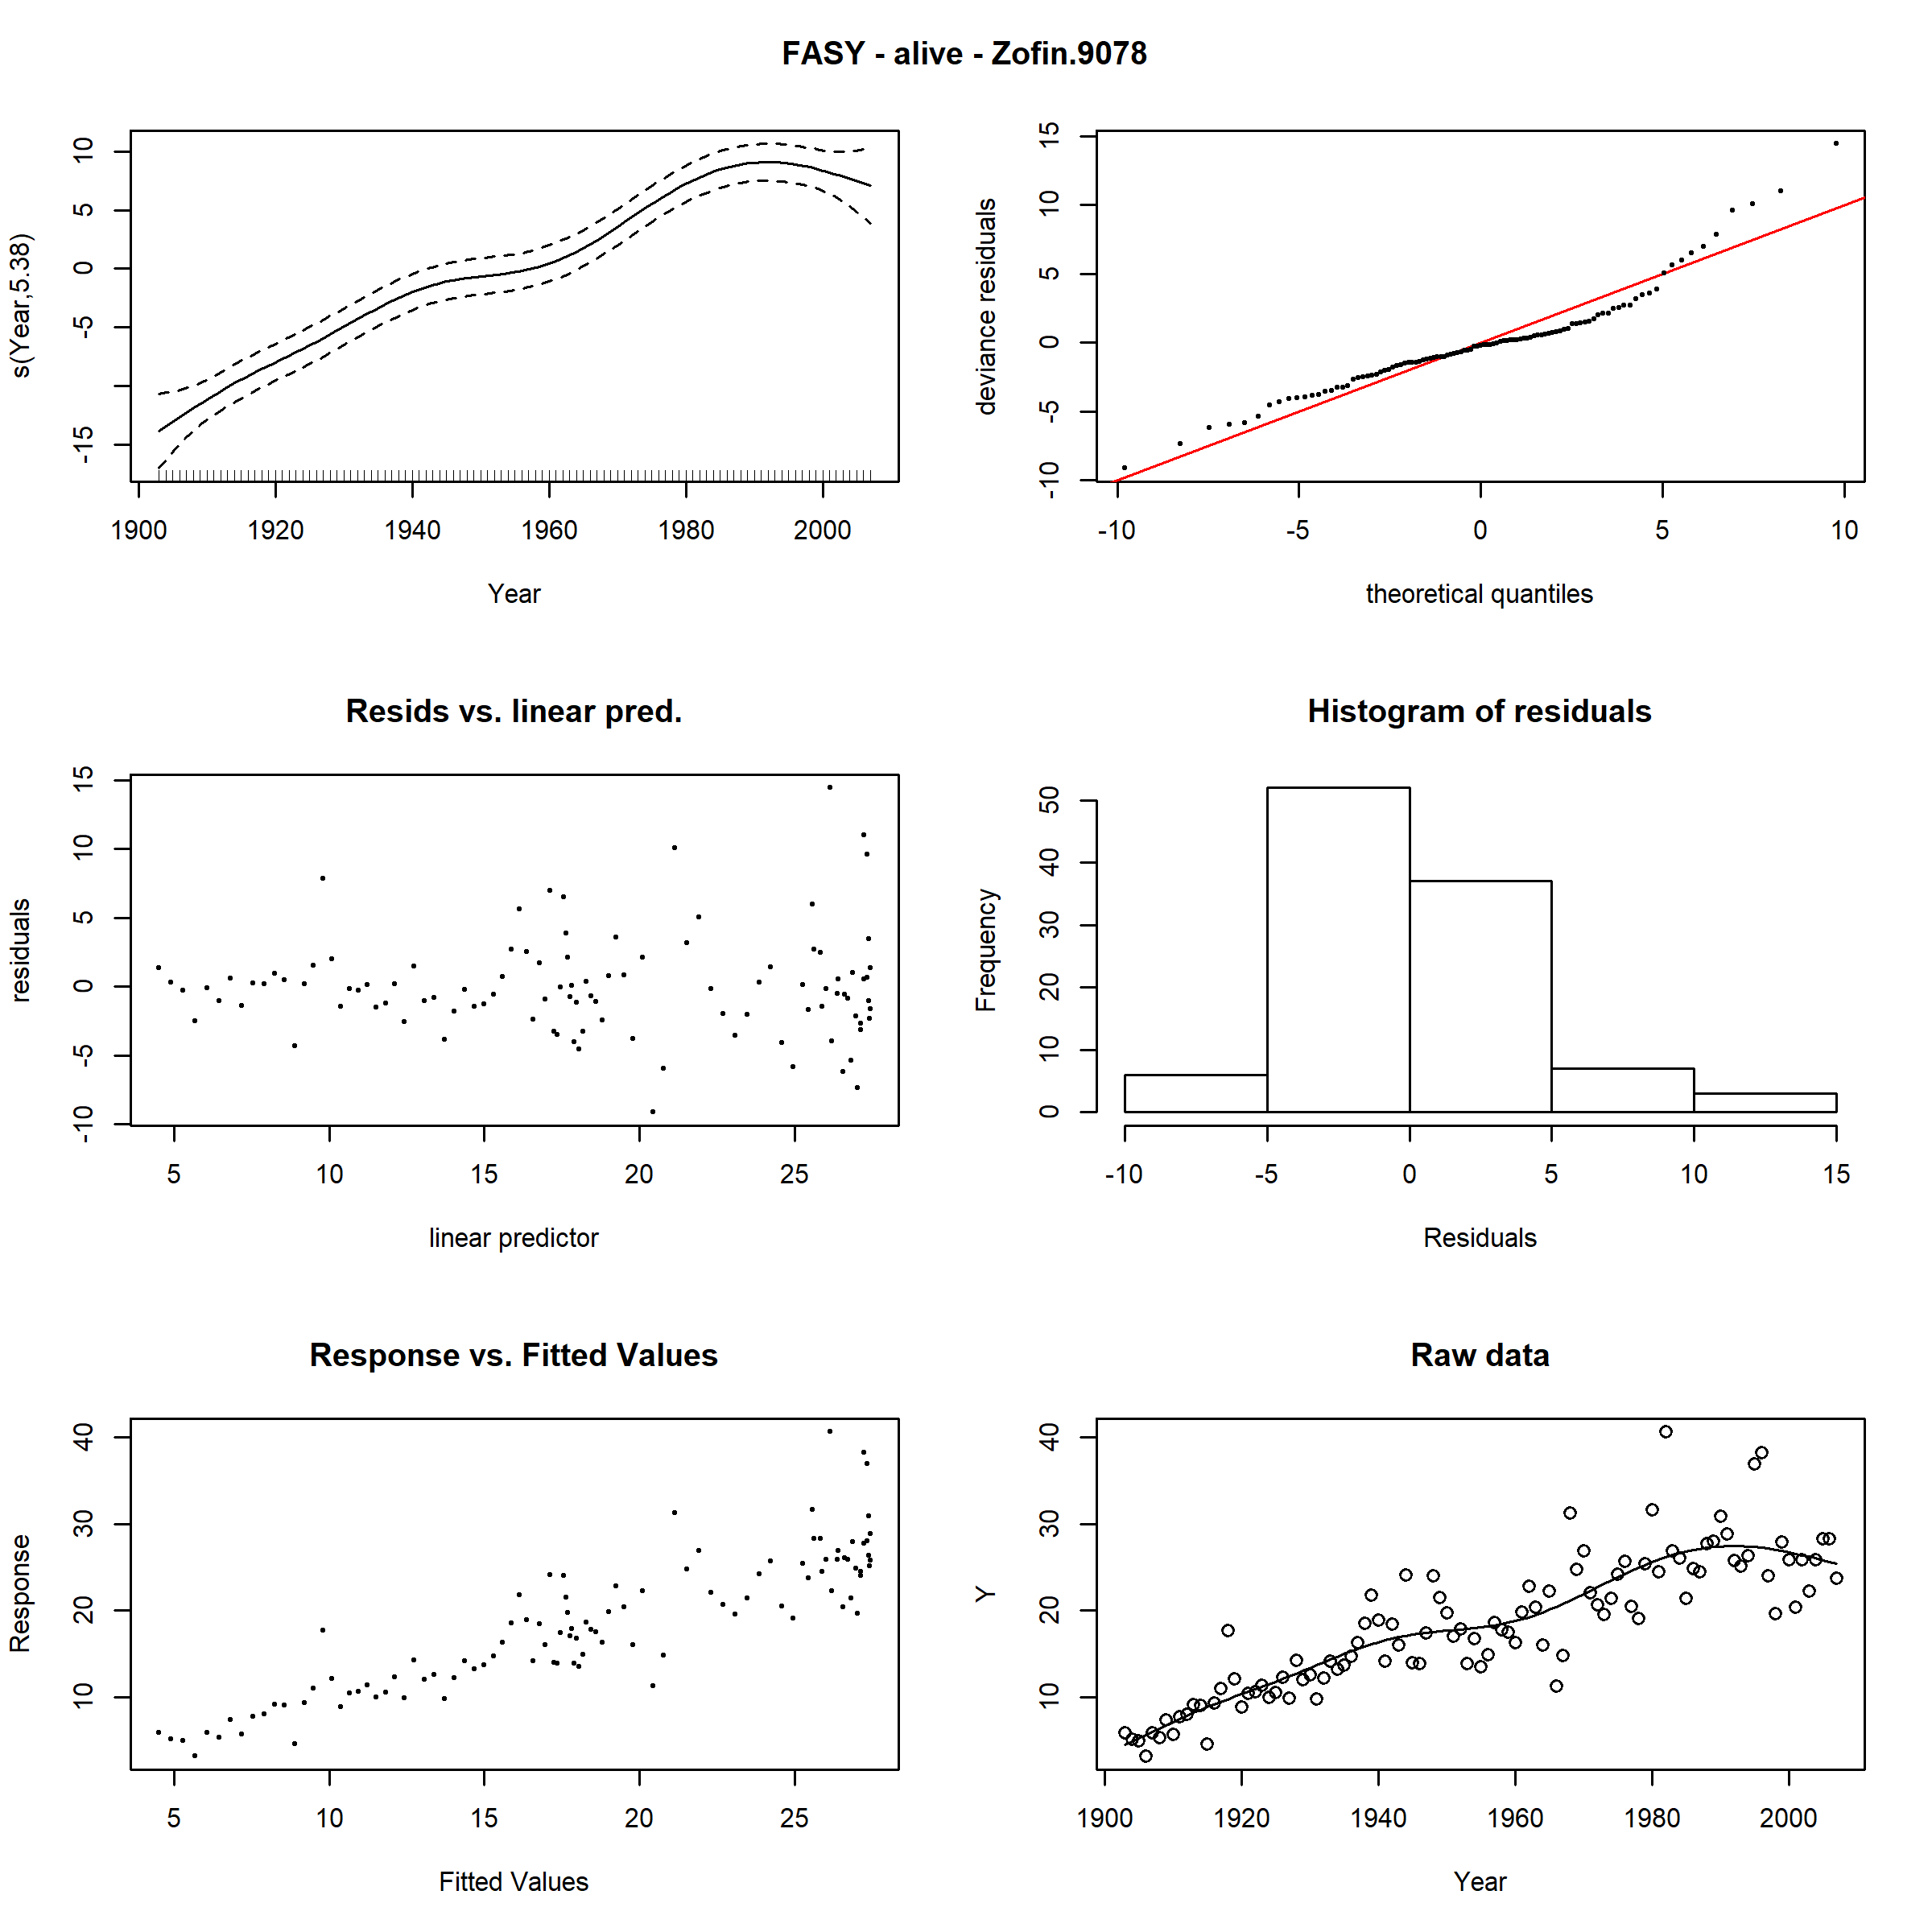 FASY - alive - Zofin.9078
s(Year,5.38)
10
5
0
-5
-15
1900 1920 1940 1960 1980 2000
Year
deviance residuals
15
10
5
0
-5
-10
-10 -5 0 5 10
theoretical quantiles
Resids vs. linear pred.
residuals
15
10
5
0
-5
-10
5 10 15 20 25
linear predictor
Histogram of residuals
Frequency
50
40
30
20
10
0
-10 -5 0 5 10 15
Residuals
Response vs. Fitted Values
Response
40
30
20
10
5 10 15 20 25
Fitted Values
Raw data
Y
40
30
20
10
1900 1920 1940 1960 1980 2000
Year